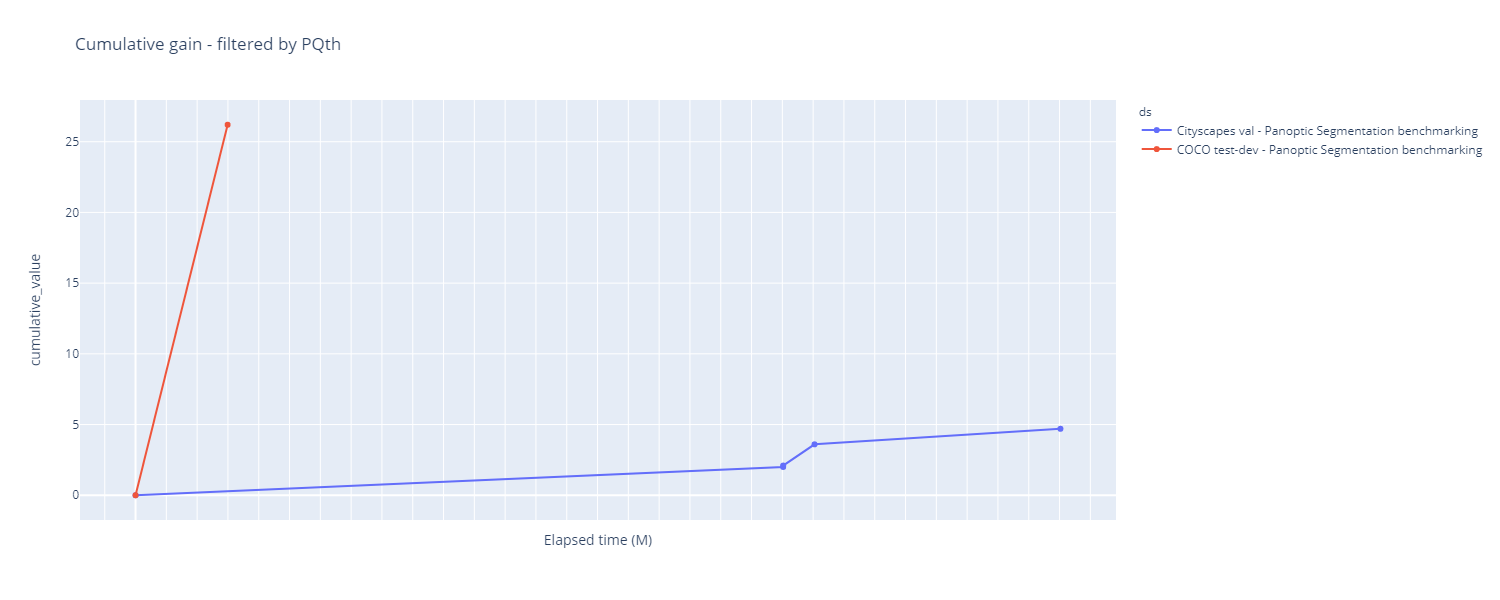 Cumulative gain - filtered by PQth
ds
Cityscapes val - Panoptic Segmentation benchmarking
COCO test-dev - Panoptic Segmentation benchmarking
25
20
15
10
5
0
cumulative_value
Elapsed time (M)